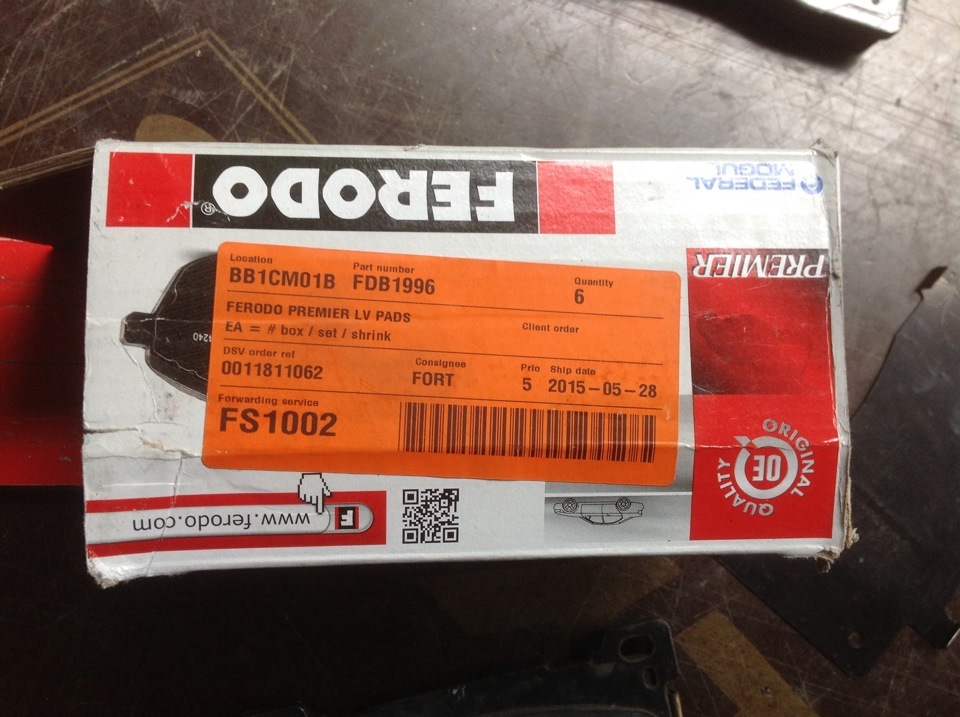 FERODO®
FEDERAL
MOGUL
PREMIER
Location
BB1CM01B
Part number
FDB1996
Quantity
6
FERODO PREMIER LV PADS
EA = # box / set / shrink
Client order
DSV order ref
0011811062
Consignee
FORT
Prio
5
Ship date
2015-05-28
Forwarding service
FS1002
4240
ORIGINAL
OE
QUALITY
www.ferodo.com
F